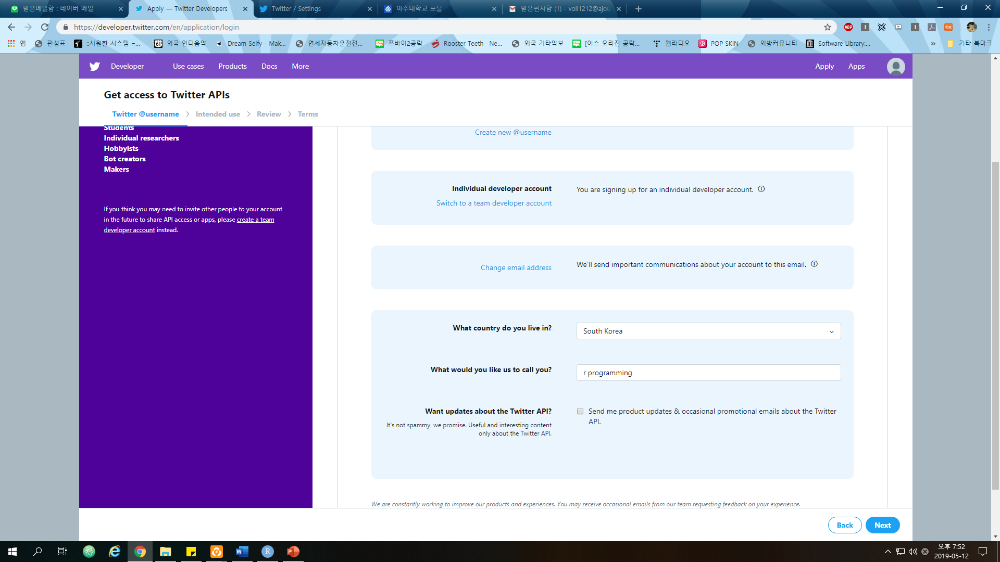 받은메일함 : 네이버 메일
Apply — Twitter Developers
Twitter / Settings
아주대학교 포탈
받은편지함 (1) - voll1212@ajou
https://developer.twitter.com/en/application/login
ABP
앱
편성표
::시원한 시스템 =...
외국 인디음악
Dream Selfy - Mak...
연세자동차운전전...
쯔바이2공략
Rooster Teeth · Ne...
외국 기타악보
[이스 오리진 공략...
웹라디오
POP SKIN
외방커뮤니티
Software Library:...
»
기타 북마크
Developer
Use cases
Products
Docs
More
Apply
Apps
Get access to Twitter APIs
Twitter @username
Intended use
Review
Terms
Students
Individual researchers
Hobbyists
Bot creators
Makers
If you think you may need to invite other people to your account
in the future to share API access or apps, please create a team
developer account instead.
Create new @username
Individual developer account
You are signing up for an individual developer account.
Switch to a team developer account
Change email address
We'll send important communications about your account to this email.
What country do you live in?
South Korea
What would you like us to call you?
r programming
Want updates about the Twitter API?
It's not spammy, we promise. Useful and interesting content
only about the Twitter API.
Send me product updates & occasional promotional emails about the Twitter
API.
We are constantly working to improve our products and experiences. You may receive occasional emails from our team requesting feedback on your experience.
Back
Next
오후 7:52
2019-05-12